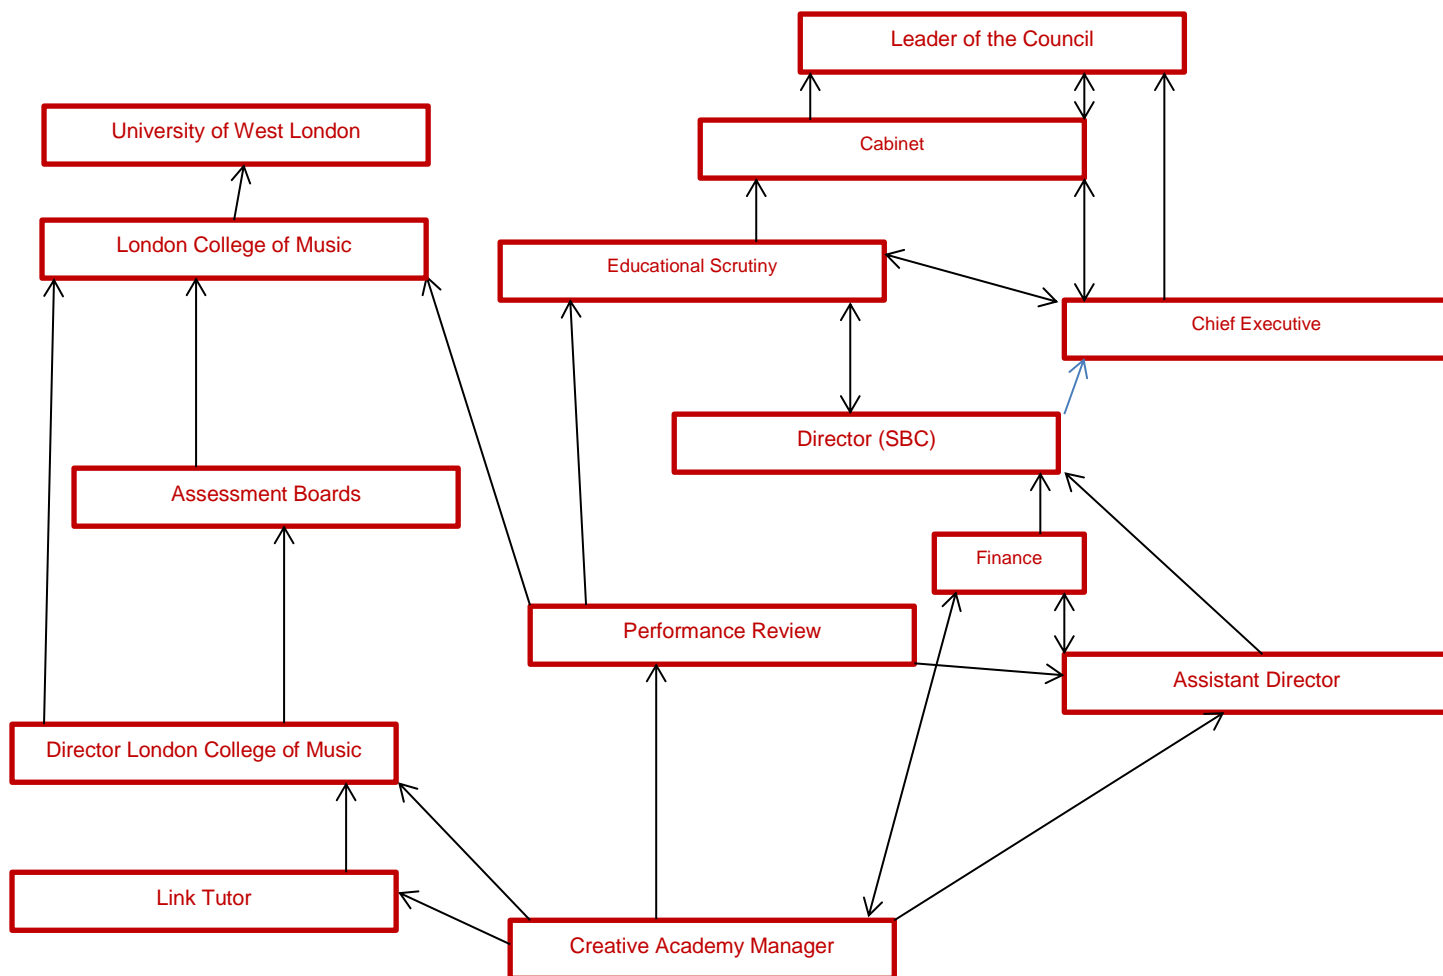 Leader of the Council
University of West London
Cabinet
London College of Music
Educational Scrutiny
Chief Executive
Director (SBC)
Assessment Boards
Finance
Performance Review
Assistant Director
Director London College of Music
Link Tutor
Creative Academy Manager